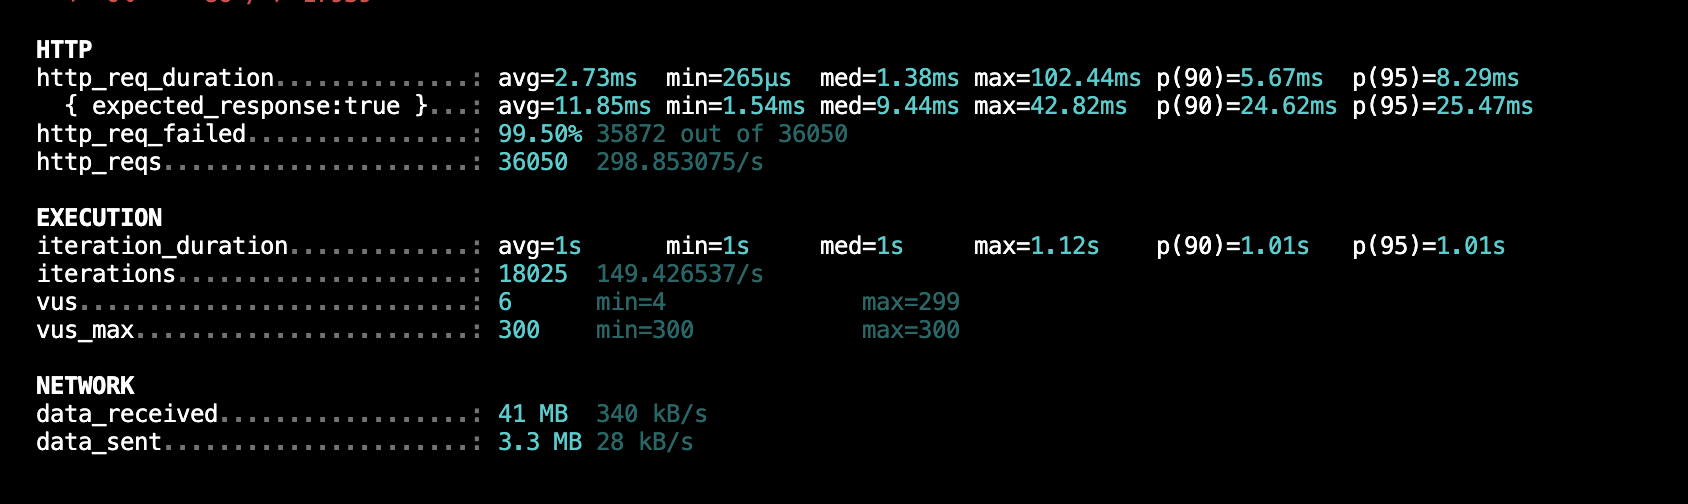 HTTP
http_req_duration..............: avg=2.73ms  min=265µs  med=1.38ms max=102.44ms p(90)=5.67ms  p(95)=8.29ms
  { expected_response:true }...: avg=11.85ms min=1.54ms med=9.44ms max=42.82ms  p(90)=24.62ms p(95)=25.47ms
http_req_failed................: 99.50% 35872 out of 36050
http_reqs......................: 36050  298.853075/s
EXECUTION
iteration_duration.............: avg=1s      min=1s     med=1s     max=1.12s    p(90)=1.01s   p(95)=1.01s
iterations.....................: 18025  149.426537/s
vus............................: 6      min=4              max=299
vus_max........................: 300    min=300            max=300
NETWORK
data_received..................: 41 MB  340 kB/s
data_sent......................: 3.3 MB 28 kB/s